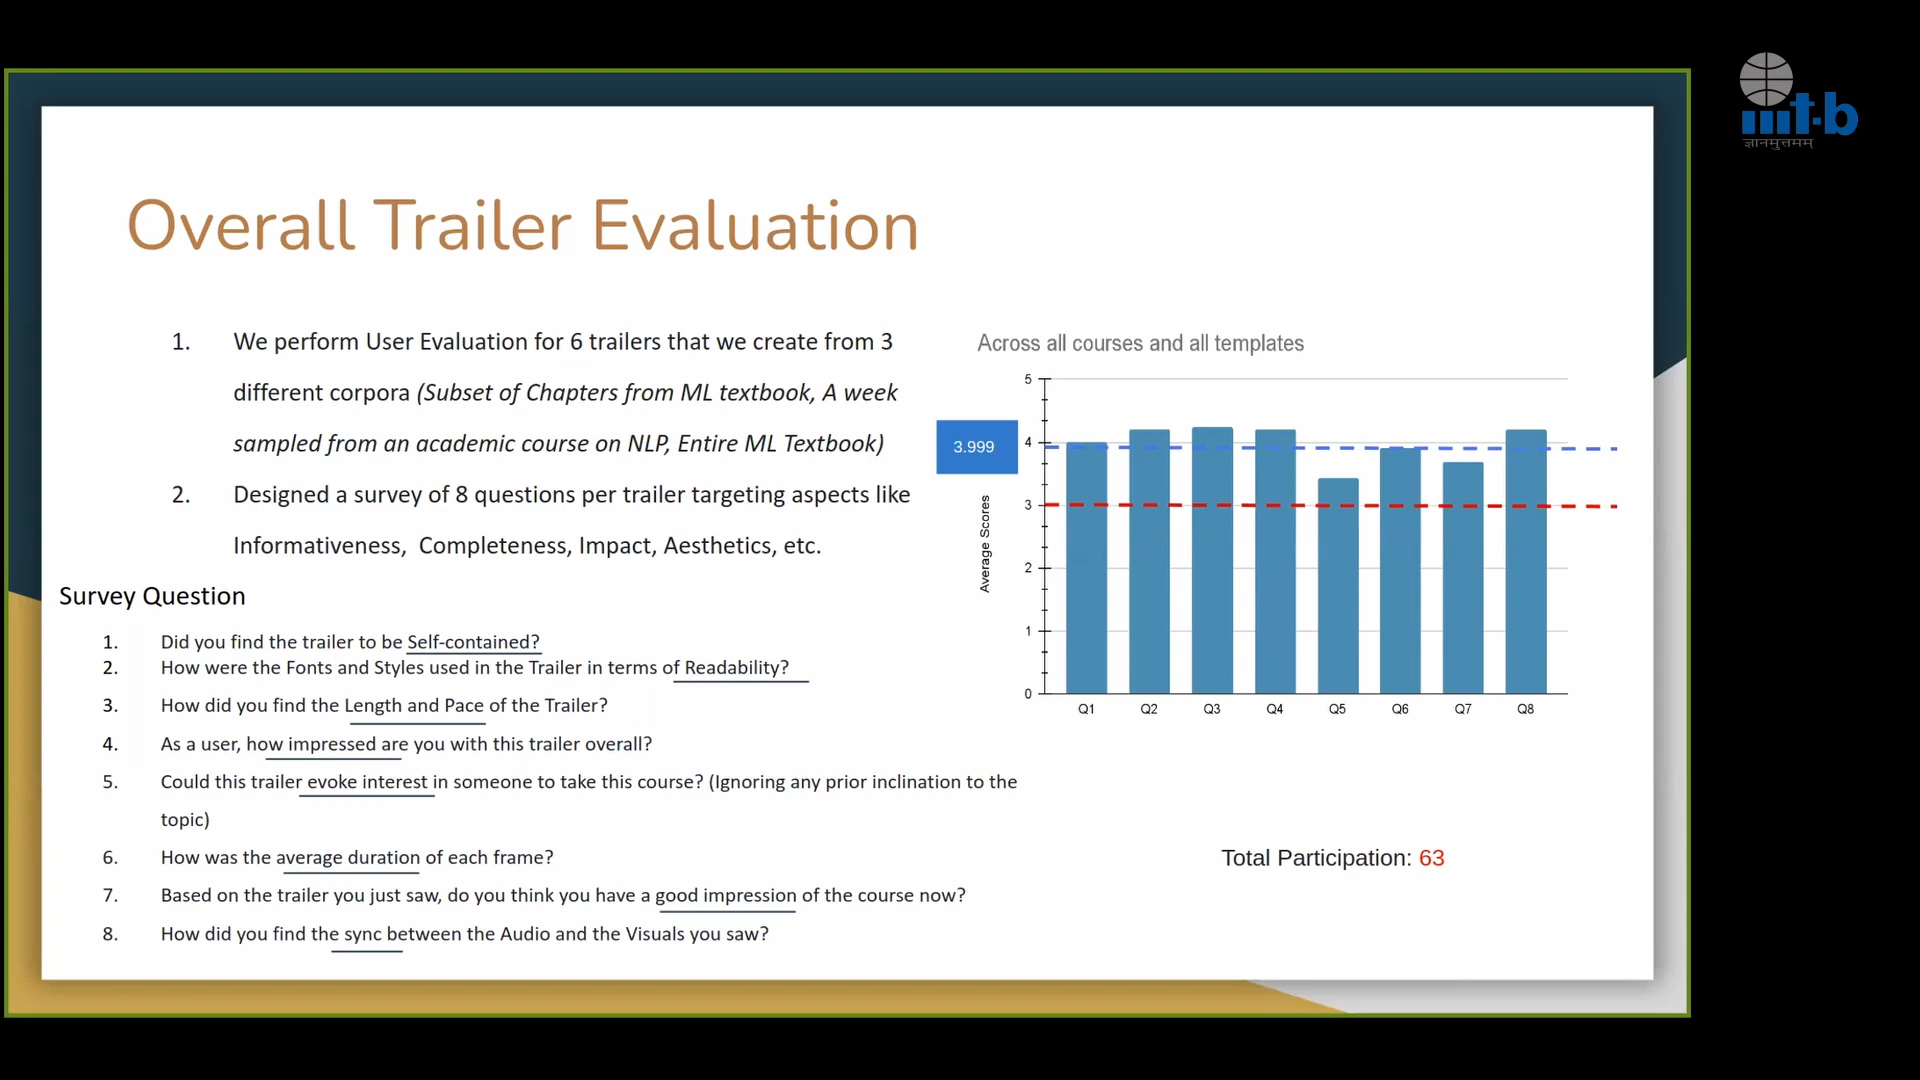 iiit-b
ज्ञानमुत्तमम्
Overall Trailer Evaluation
1. We perform User Evaluation for 6 trailers that we create from 3
different corpora (Subset of Chapters from ML textbook, A week
sampled from an academic course on NLP, Entire ML Textbook)
2. Designed a survey of 8 questions per trailer targeting aspects like
Informativeness, Completeness, Impact, Aesthetics, etc.
Survey Question
1. Did you find the trailer to be Self-contained?
2. How were the Fonts and Styles used in the Trailer in terms of Readability?
3. How did you find the Length and Pace of the Trailer?
4. As a user, how impressed are you with this trailer overall?
5. Could this trailer evoke interest in someone to take this course? (Ignoring any prior inclination to the
topic)
6. How was the average duration of each frame?
7. Based on the trailer you just saw, do you think you have a good impression of the course now?
8. How did you find the sync between the Audio and the Visuals you saw?
Across all courses and all templates
3.999
Average Scores
5
4
3
2
1
0
Q1 Q2 Q3 Q4 Q5 Q6 Q7 Q8
Total Participation: 63